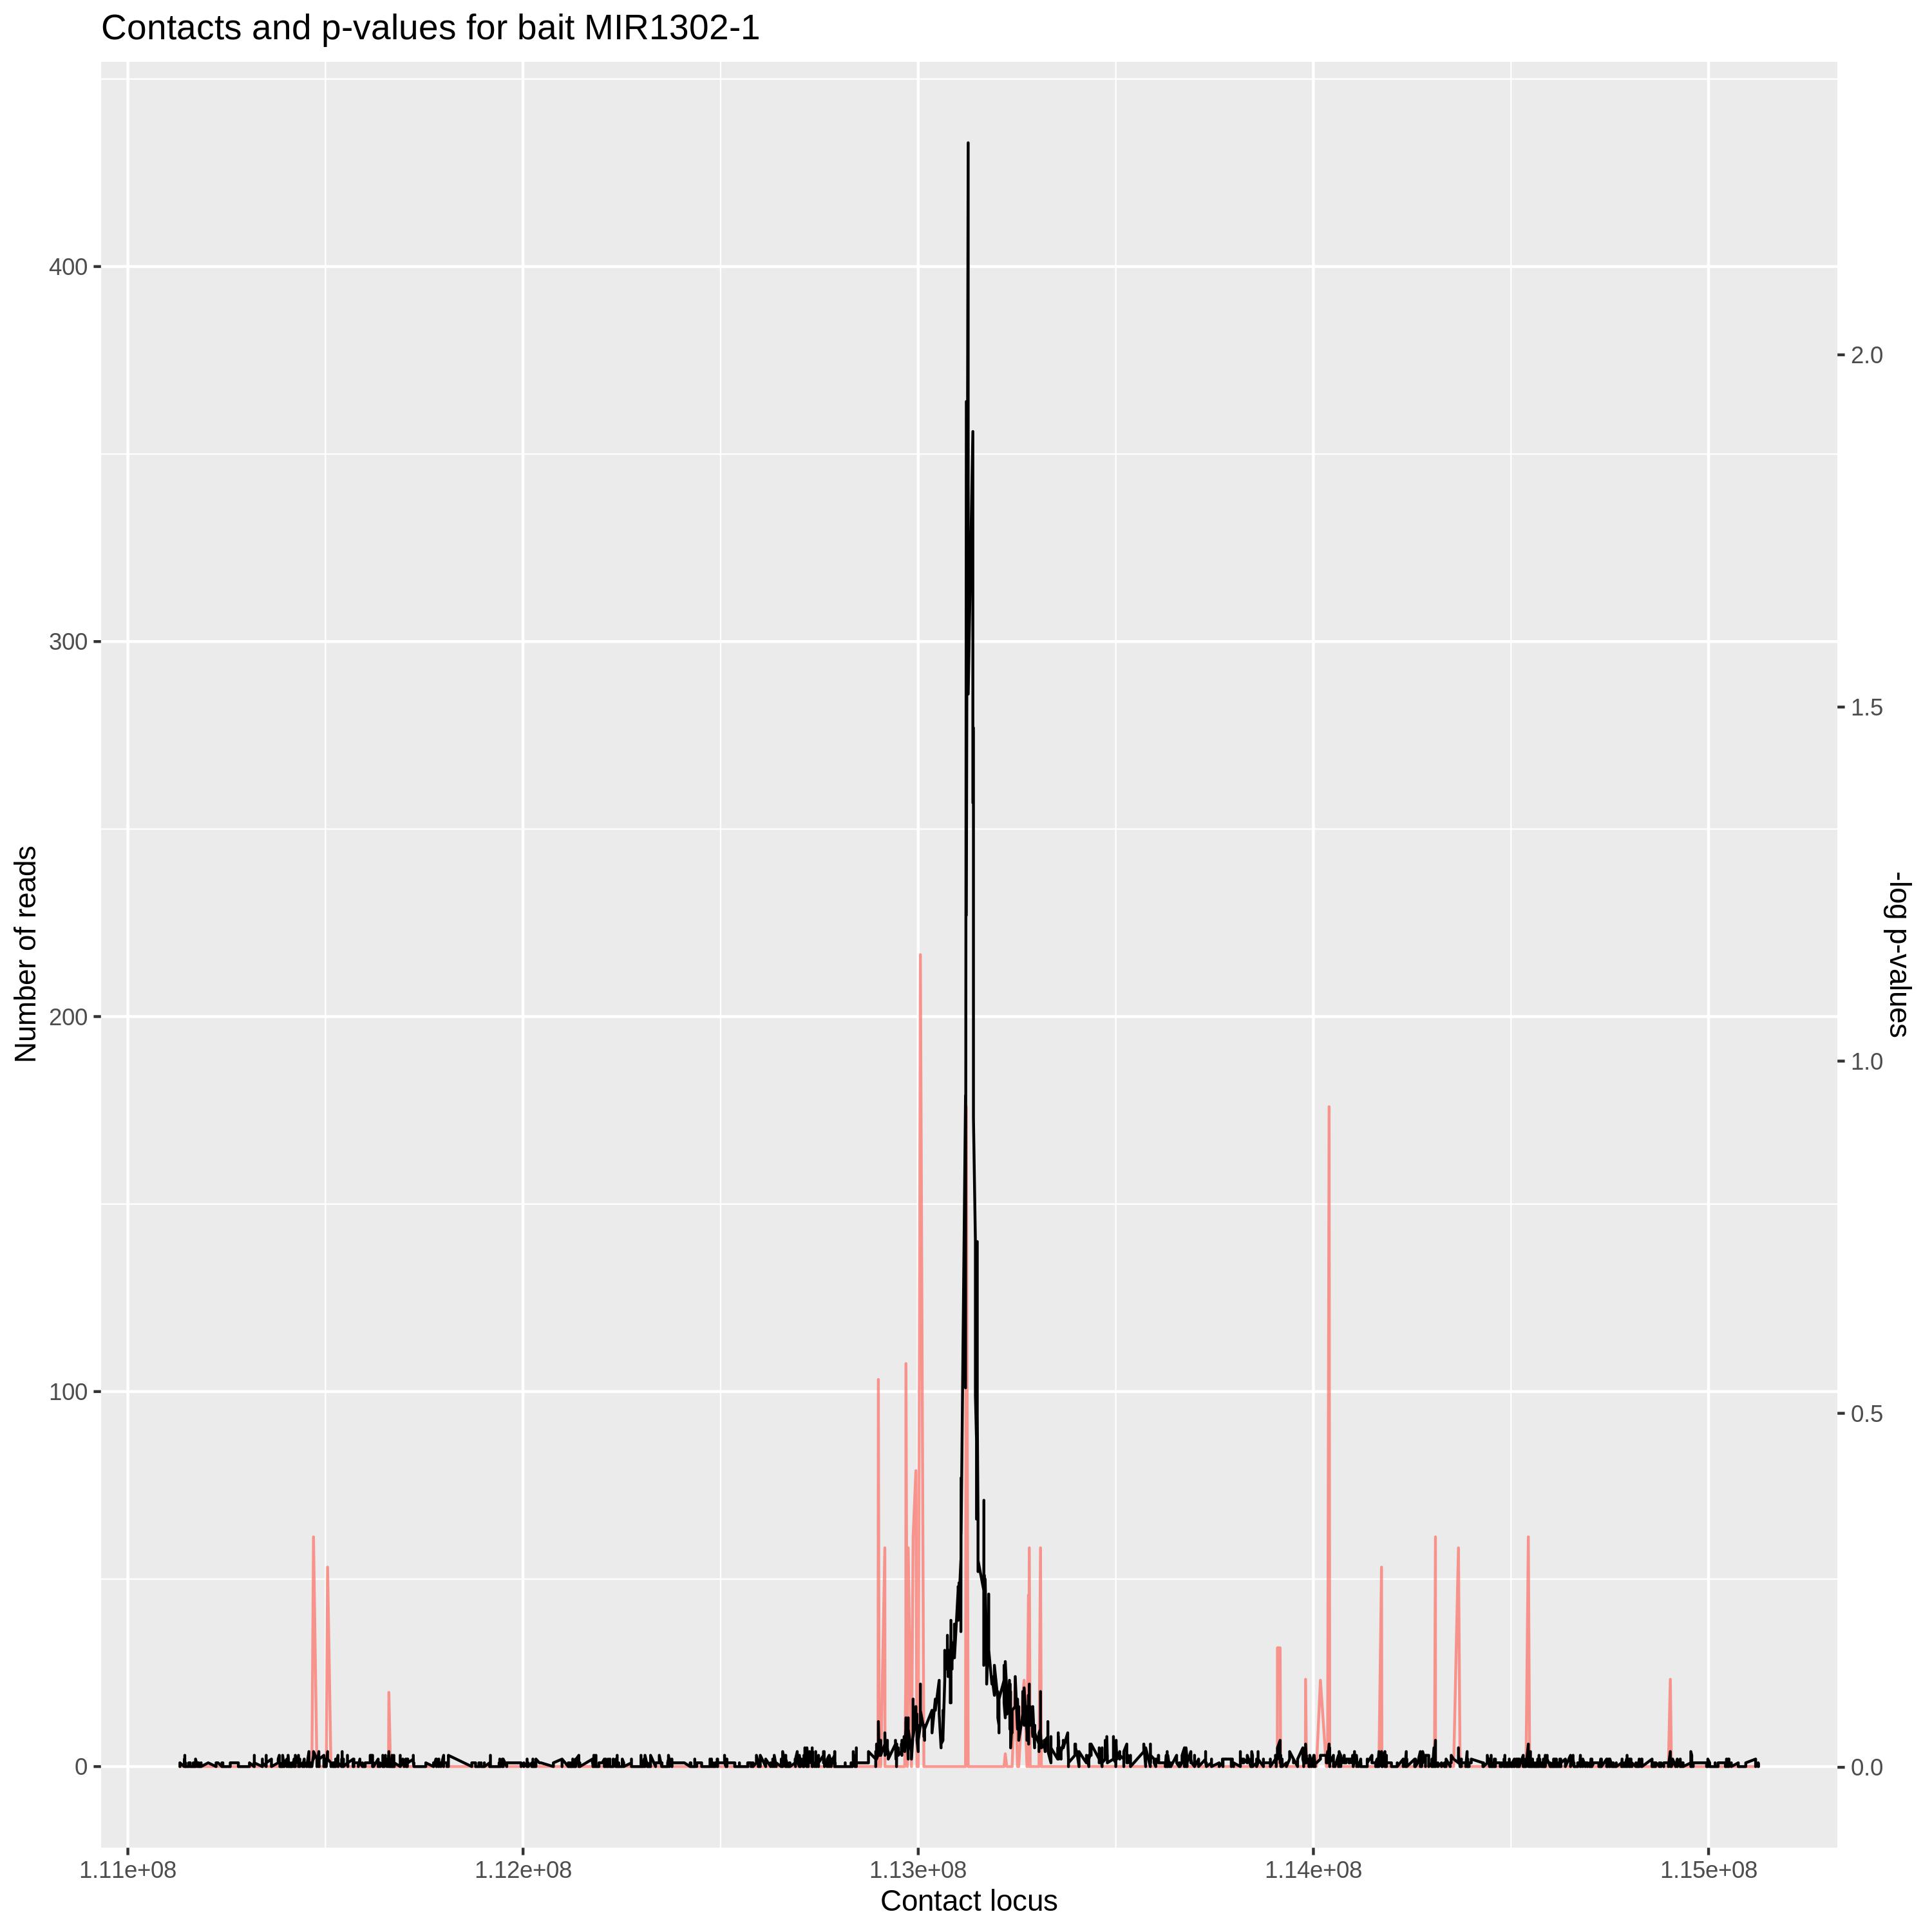 Contacts and p-values for bait MIR1302-1
Number of reads
400
300
200
100
0
2.0
1.5
1.0
0.5
0.0
-log p-values
1.11e+08
1.12e+08
1.13e+08
1.14e+08
1.15e+08
Contact locus